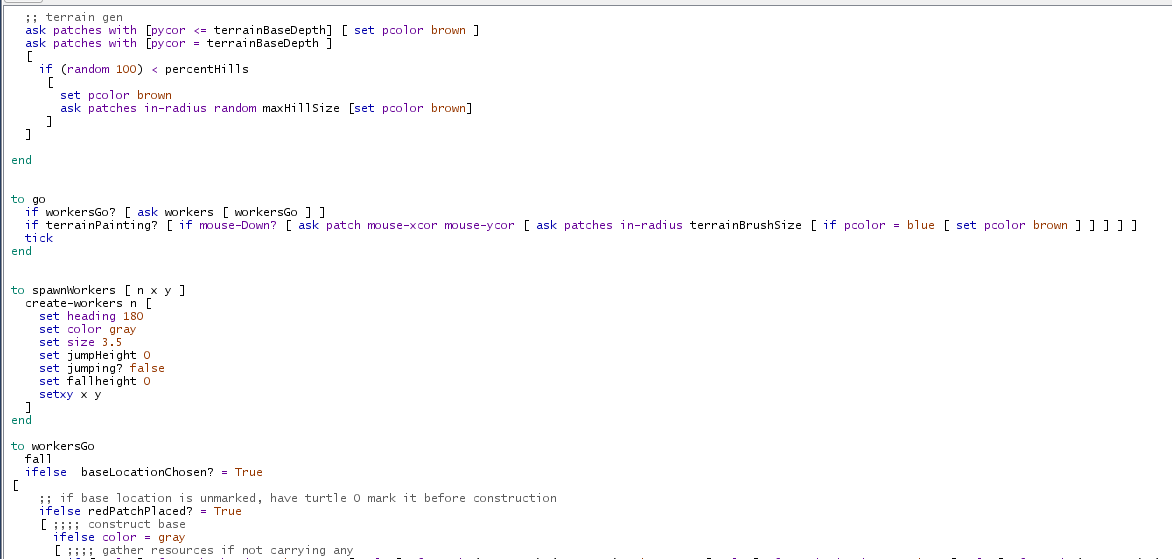 ;; terrain gen
ask patches with [pycor <= terrainBaseDepth] [ set pcolor brown ]
ask patches with [pycor = terrainBaseDepth ]
[
if (random 100) < percentHills
[
set pcolor brown
ask patches in-radius random maxHillSize [set pcolor brown]
]
]
end
to go
if workersGo? [ ask workers [ workersGo ] ]
if terrainPainting? [ if mouse-Down? [ ask patch mouse-xcor mouse-ycor [ ask patches in-radius terrainBrushSize [ if pcolor = blue [ set pcolor brown ] ] ] ] ]
tick
end
to spawnWorkers [ n x y ]
create-workers n [
set heading 180
set color gray
set size 3.5
set jumpHeight 0
set jumping? false
set fallheight 0
setxy x y
]
end
to workersGo
fall
ifelse  baseLocationChosen? = True
[
;; if base location is unmarked, have turtle 0 mark it before construction
ifelse redPatchPlaced? = True
[ ;;;; construct base
ifelse color = gray
[ ;;;; gather resources if not carrying any